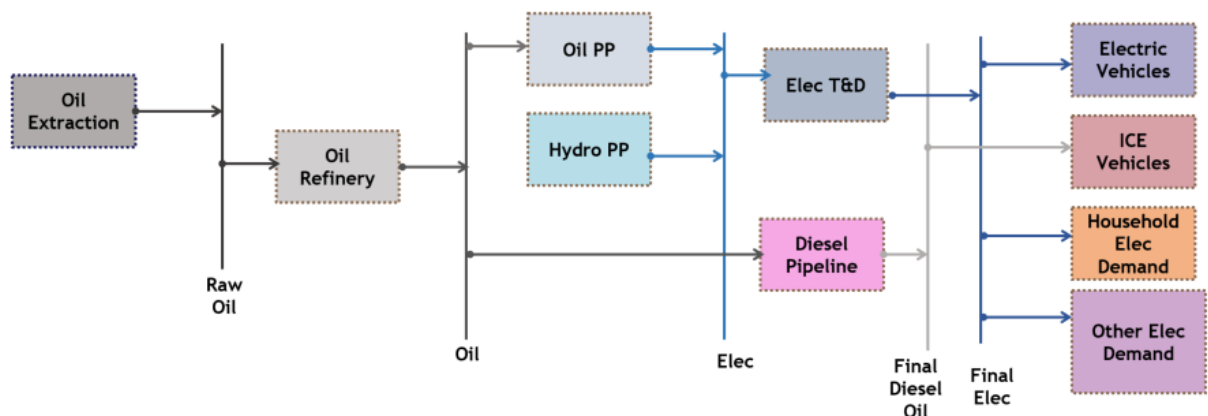 Oil
Extraction
Raw
Oil
Oil
Refinery
Oil
Oil PP
Hydro PP
Elec
Elec T&D
Diesel
Pipeline
Final
Diesel
Oil
Final
Elec
Electric
Vehicles
ICE
Vehicles
Household
Elec
Demand
Other Elec
Demand